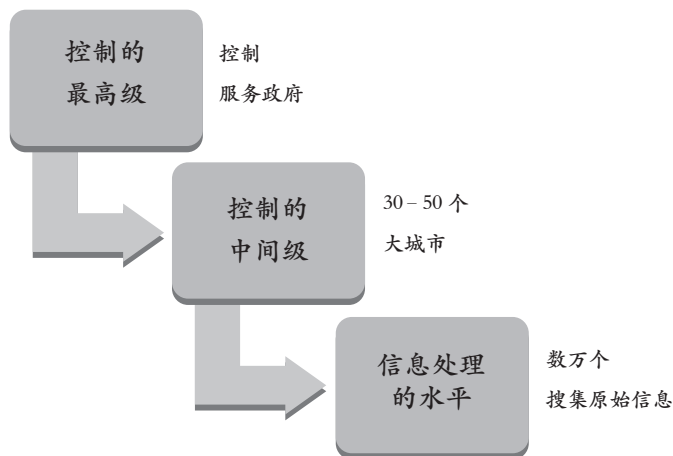 控制的
最高级
控制
服务政府
控制的
中间级
30 – 50 个
大城市
信息处理
的水平
数万个
搜集原始信息